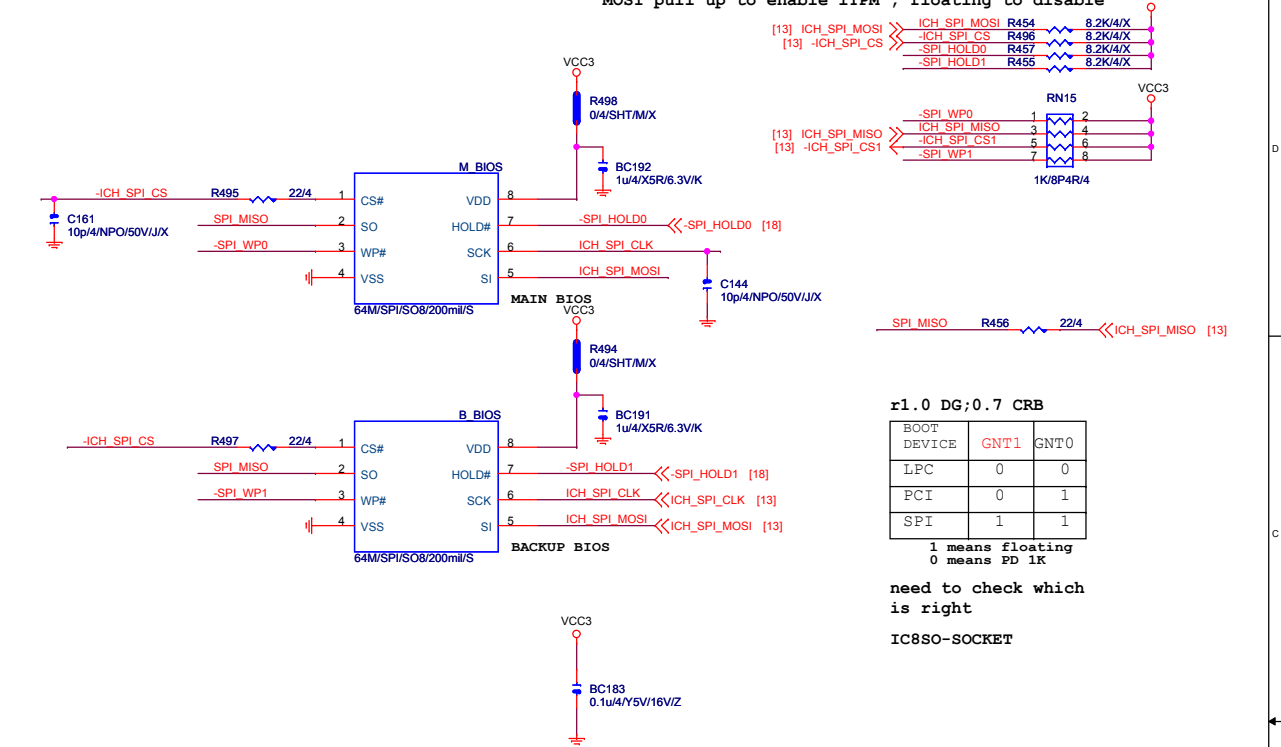 MOSI pull up to enable iTPM , floating to disable
[13] ICH_SPI_MOSI ICH_SPI_MOSI R454 8.2K/4/X
[13] -ICH_SPI_CS -ICH_SPI_CS R496 8.2K/4/X
-SPI_HOLD0 R457 8.2K/4/X
-SPI_HOLD1 R455 8.2K/4/X
VCC3
RN15
-SPI_WP0 1 2
[13] ICH_SPI_MISO ICH_SPI_MISO 3 4
[13] -ICH_SPI_CS1 -ICH_SPI_CS1 5 6
-SPI_WP1 7 8
1K/8P4R/4
D
VCC3
R498
0/4/SHT/M/X
BC192
1u/4/X5R/6.3V/K
M_BIOS
-ICH_SPI_CS R495 22/4 1 CS# VDD 8
C161
10p/4/NPO/50V/J/X
SPI_MISO 2 SO HOLD# 7 -SPI_HOLD0 -SPI_HOLD0 [18]
-SPI_WP0 3 WP# SCK 6 ICH_SPI_CLK
4 VSS SI 5 ICH_SPI_MOSI
C144
10p/4/NPO/50V/J/X
64M/SPI/SO8/200mil/S
MAIN BIOS
VCC3
R494
0/4/SHT/M/X
BC191
1u/4/X5R/6.3V/K
B_BIOS
-ICH_SPI_CS R497 22/4 1 CS# VDD 8
SPI_MISO 2 SO HOLD# 7 -SPI_HOLD1 -SPI_HOLD1 [18]
-SPI_WP1 3 WP# SCK 6 ICH_SPI_CLK ICH_SPI_CLK [13]
4 VSS SI 5 ICH_SPI_MOSI ICH_SPI_MOSI [13]
64M/SPI/SO8/200mil/S
BACKUP BIOS
VCC3
BC183
0.1u/4/Y5V/16V/Z
SPI_MISO R456 22/4 ICH_SPI_MISO [13]
r1.0 DG;0.7 CRB
BOOT DEVICE GNT1 GNT0
LPC 0 0
PCI 0 1
SPI 1 1
1 means floating
0 means PD 1K
need to check which
is right
IC8SO-SOCKET
C